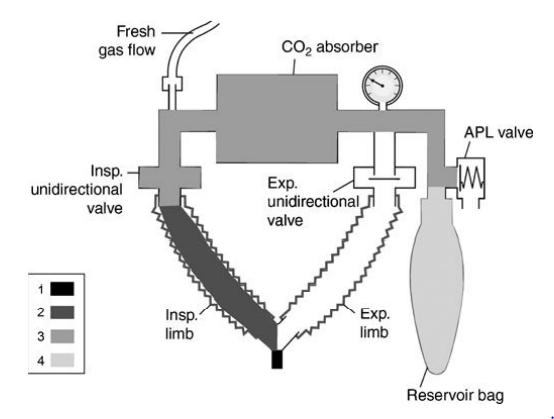 Fresh
gas flow
CO₂ absorber
APL valve
Insp.
unidirectional
valve
Exp.
unidirectional
valve
1
2
3
4
Insp.
limb
Exp.
limb
Reservoir bag